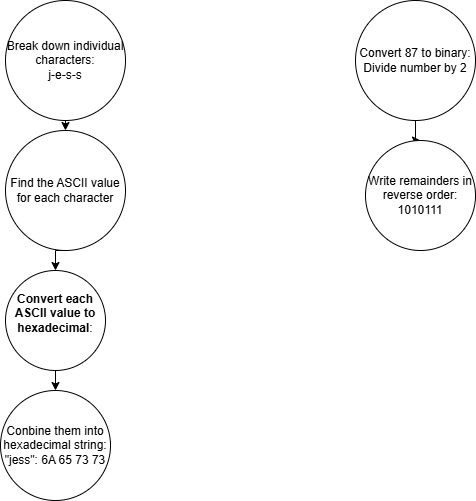 Break down individual
characters:
j-e-s-s
Find the ASCII value
for each character
Convert each
ASCII value to
hexadecimal:
Conbine them into
hexadecimal string:
"jess": 6A 65 73 73
Convert 87 to binary:
Divide number by 2
Write remainders in
reverse order:
1010111